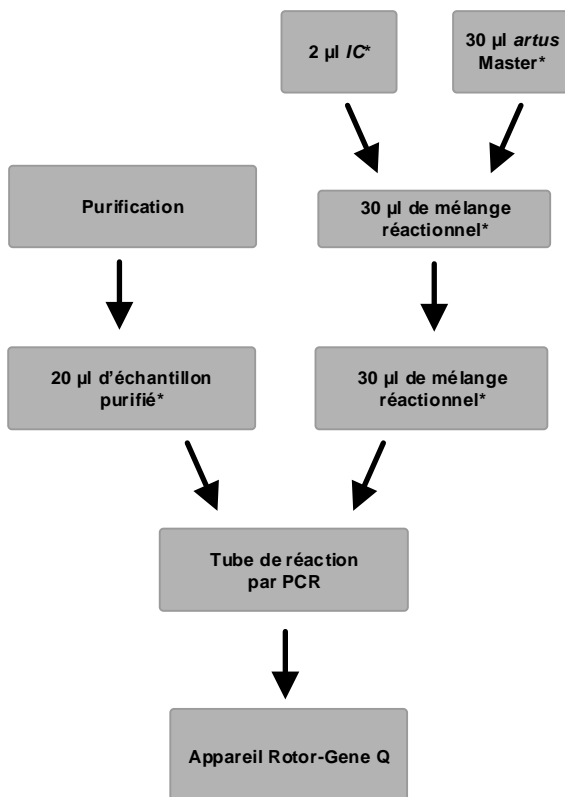 2 µl IC*
30 µl artus
Master*
Purification
30 µl de mélange
réactionnel*
20 µl d’échantillon
purifié*
30 µl de mélange
réactionnel*
Tube de réaction
par PCR
Appareil Rotor-Gene Q